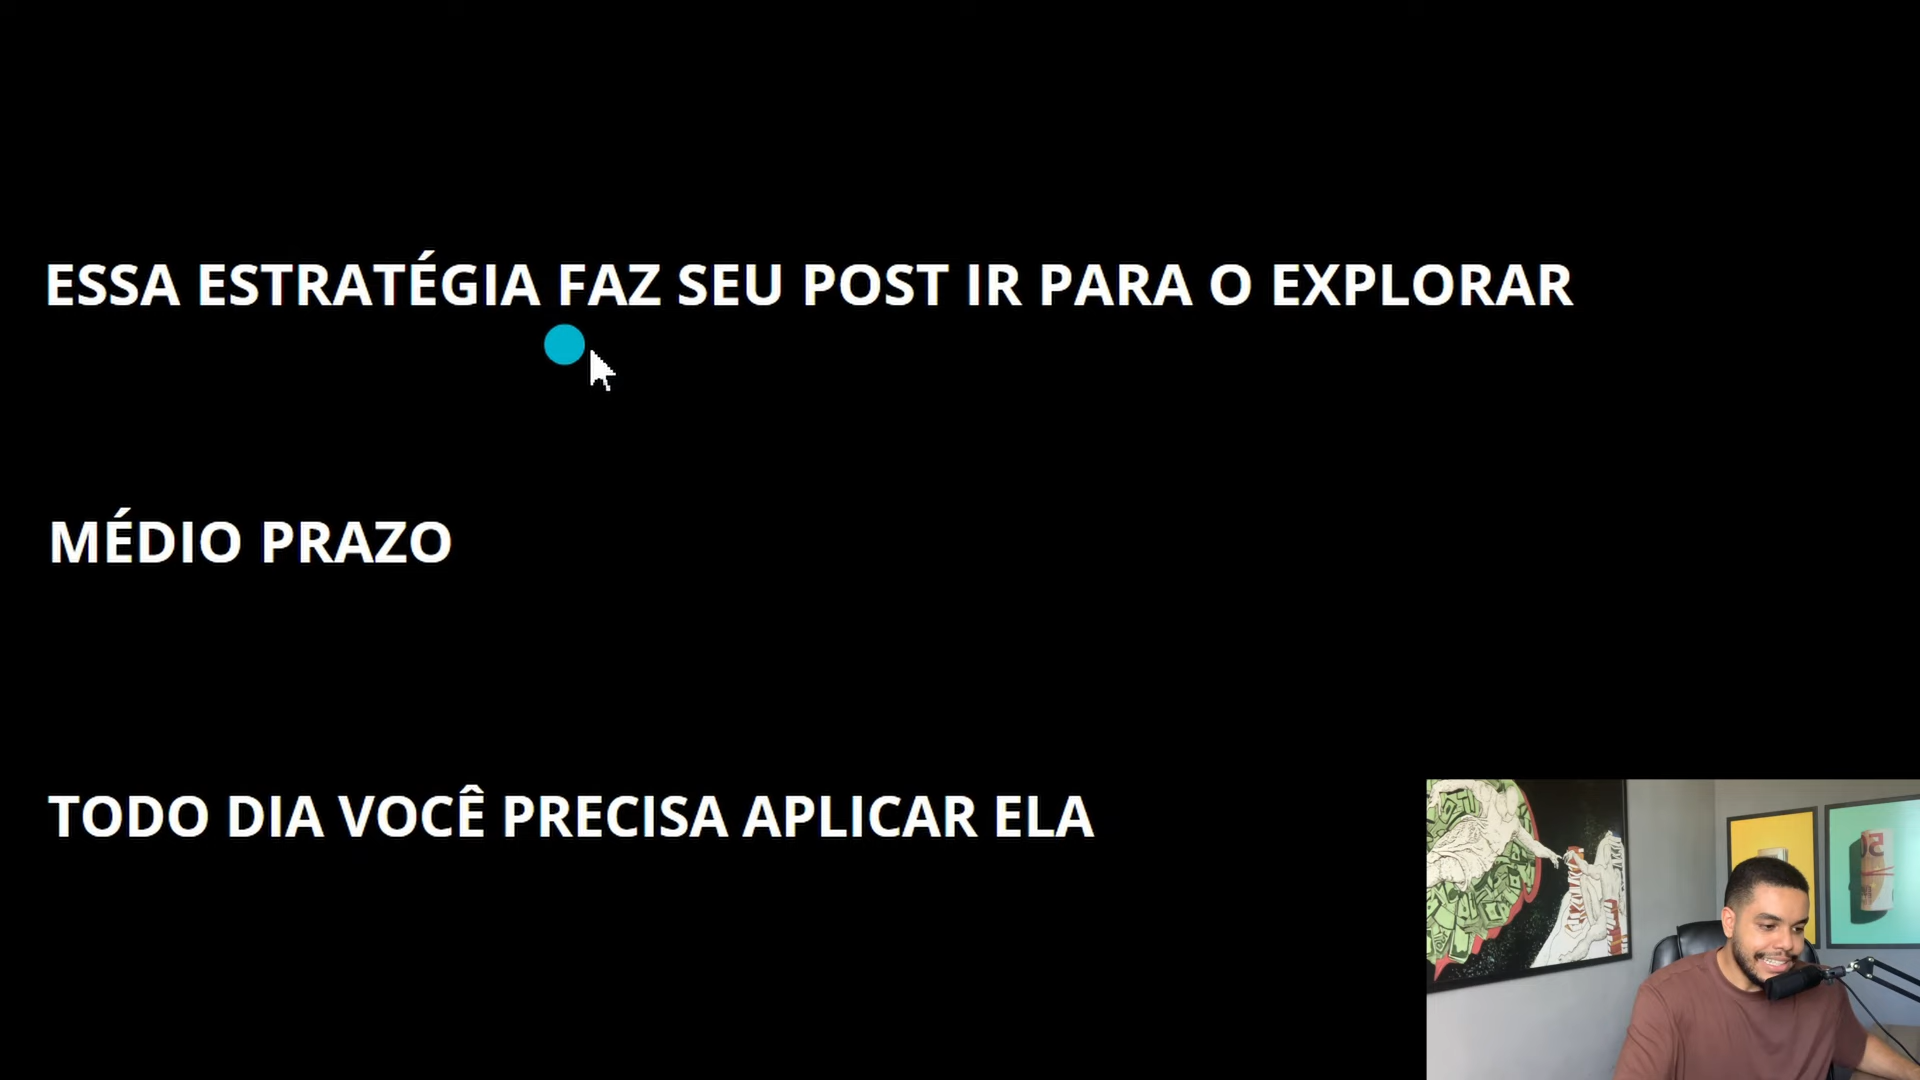 ESSA ESTRATÉGIA FAZ SEU POST IR PARA O EXPLORAR
MÉDIO PRAZO
TODO DIA VOCÊ PRECISA APLICAR ELA